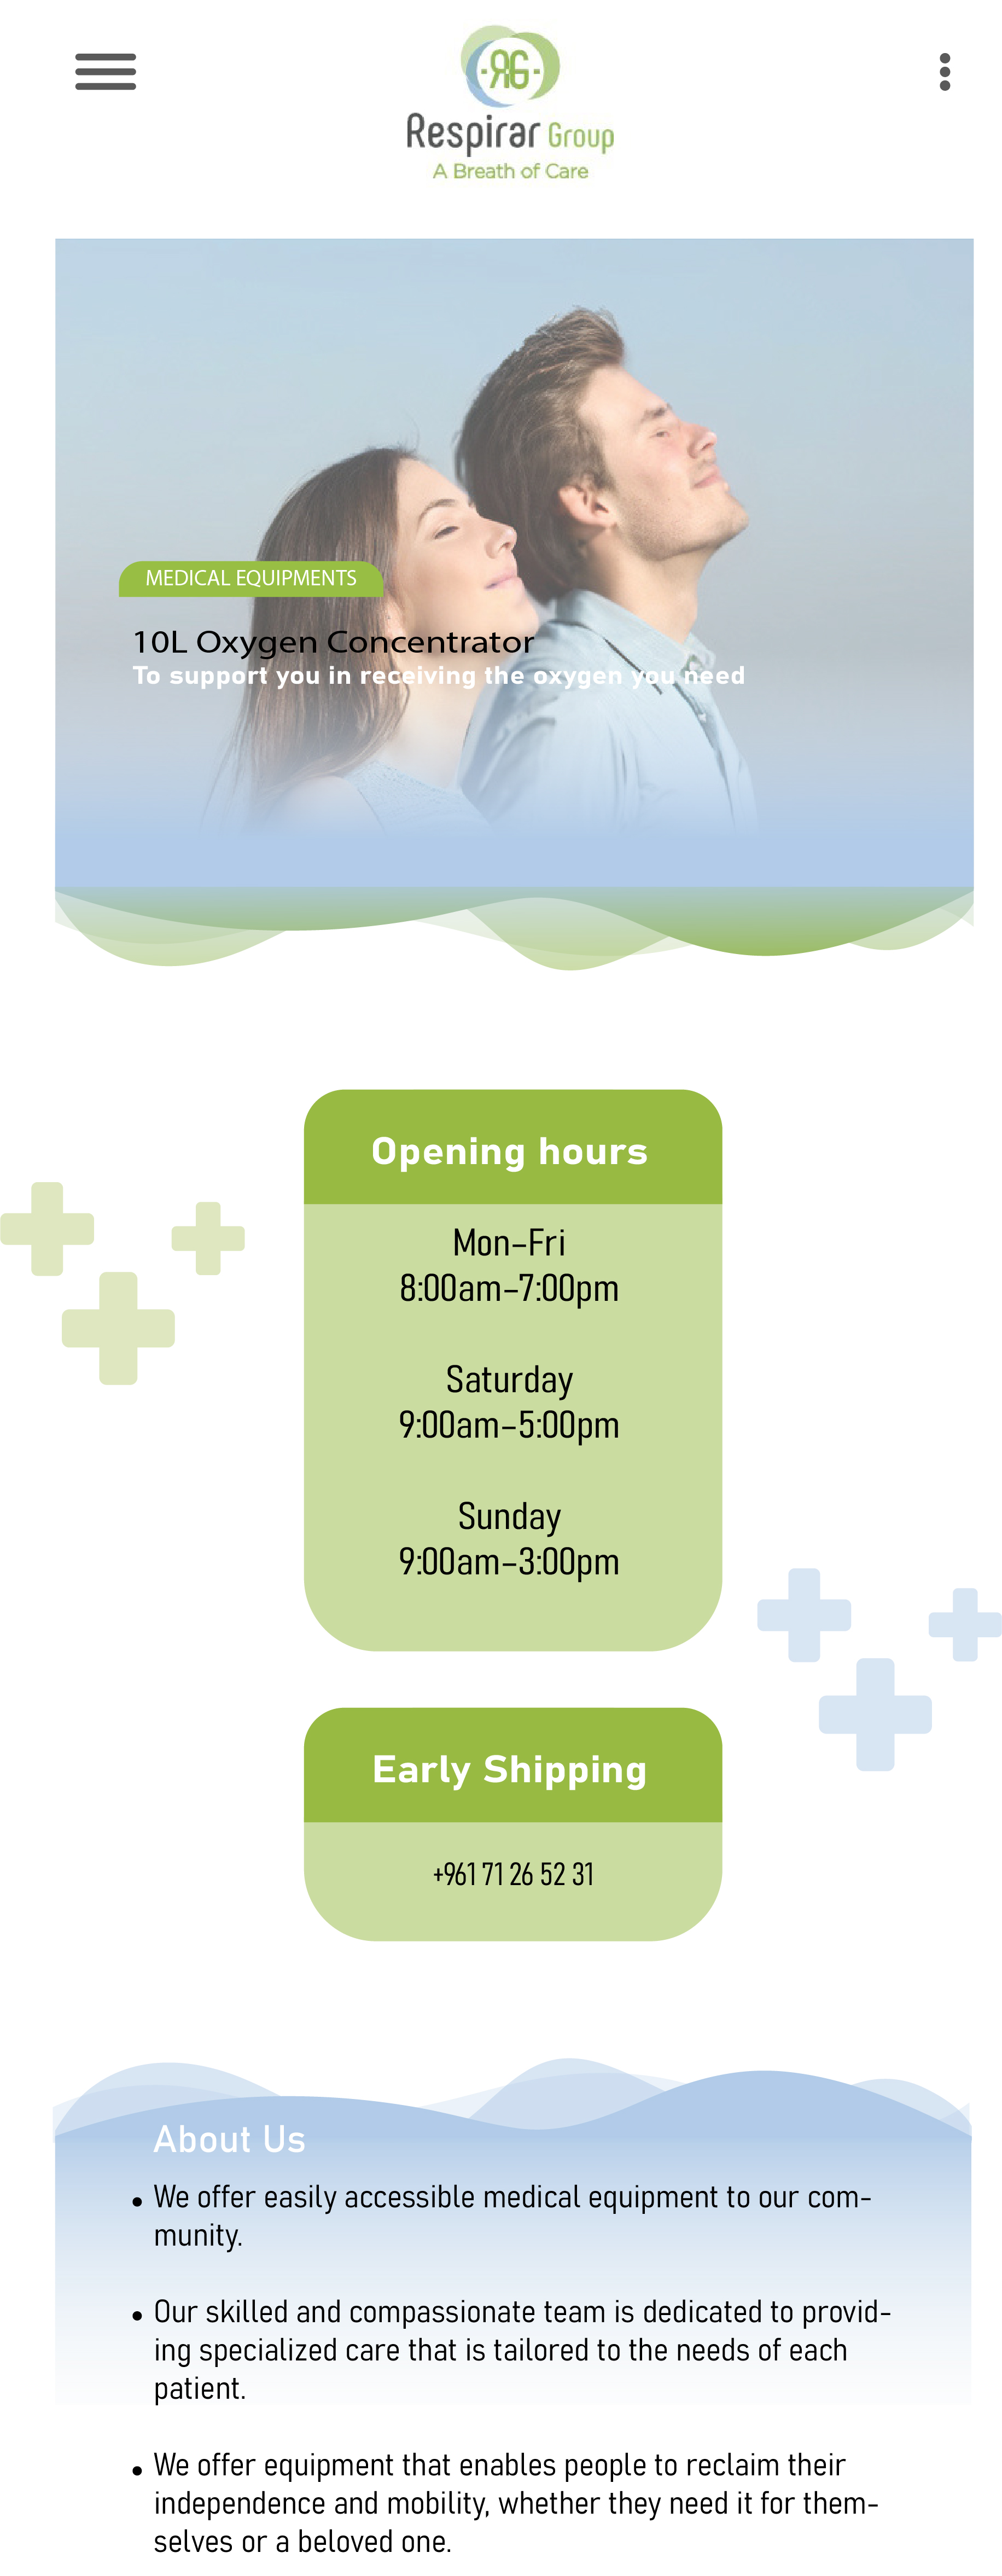 RG
Respirar Group
A Breath of Care
MEDICAL EQUIPMENTS
10L Oxygen Concentrator
To support you in receiving the oxygen you need
Opening hours
Mon–Fri
8:00am–7:00pm
Saturday
9:00am–5:00pm
Sunday
9:00am–3:00pm
Early Shipping
+961 71 26 52 31
About Us
• We offer easily accessible medical equipment to our com-
munity.
• Our skilled and compassionate team is dedicated to provid-
ing specialized care that is tailored to the needs of each
patient.
• We offer equipment that enables people to reclaim their
independence and mobility, whether they need it for them-
selves or a beloved one.